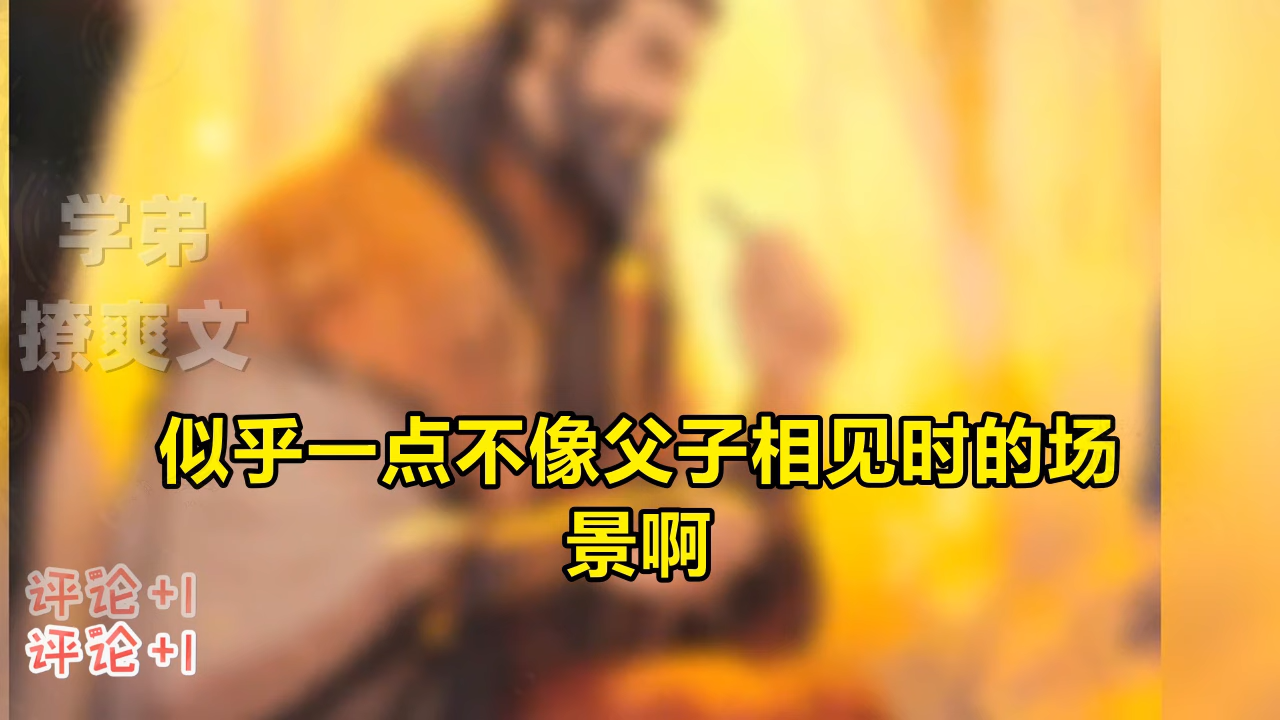 学弟
撩爽文
似乎一点不像父子相见时的场
景啊
评论+1
评论+1